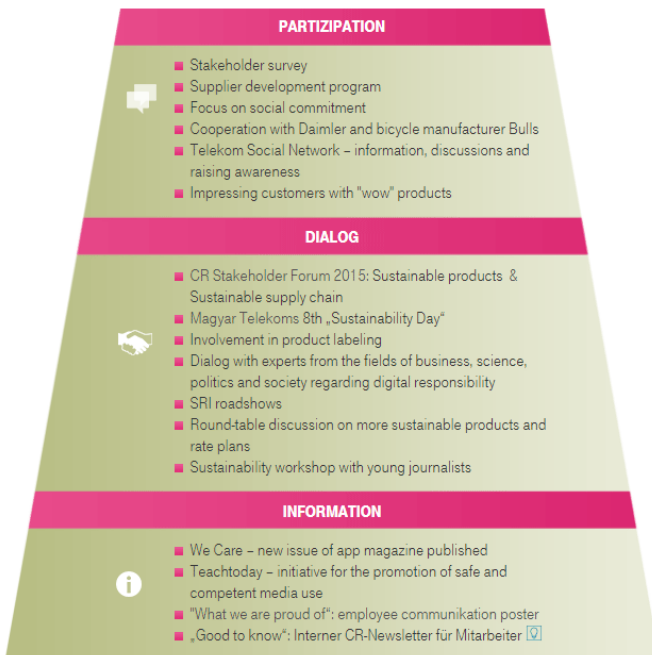 PARTIZIPATION
Stakeholder survey
Supplier development program
Focus on social commitment
Cooperation with Daimler and bicycle manufacturer Bulls
Telekom Social Network – information, discussions and
raising awareness
Impressing customers with "wow" products
DIALOG
CR Stakeholder Forum 2015: Sustainable products &
Sustainable supply chain
Magyar Telekoms 8th „Sustainability Day“
Involvement in product labeling
Dialog with experts from the fields of business, science,
politics and society regarding digital responsibility
SRI roadshows
Round-table discussion on more sustainable products and
rate plans
Sustainability workshop with young journalists
INFORMATION
We Care – new issue of app magazine published
Teachtoday – initiative for the promotion of safe and
competent media use
"What we are proud of“: employee communikation poster
„Good to know“: Interner CR-Newsletter für Mitarbeiter